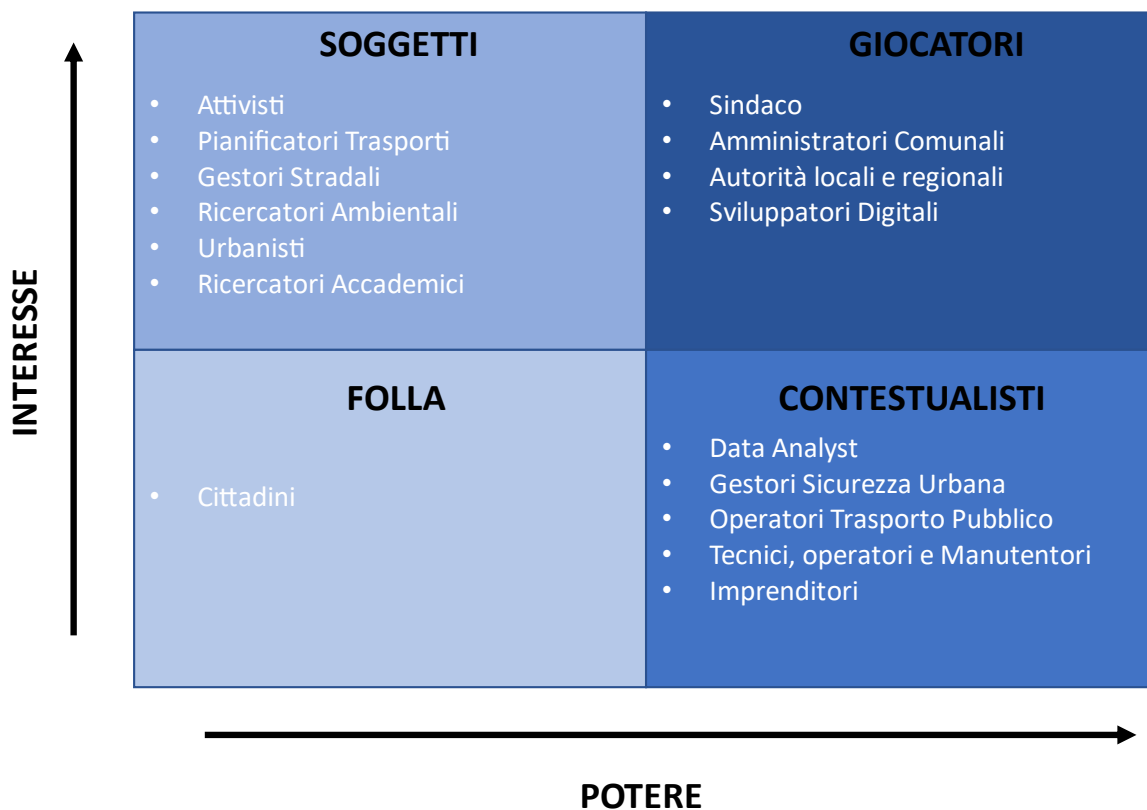 SOGGETTI
• Attivisti
• Pianificatori Trasporti
• Gestori Stradali
• Ricercatori Ambientali
• Urbanisti
• Ricercatori Accademici
GIOCATORI
• Sindaco
• Amministratori Comunali
• Autorità locali e regionali
• Sviluppatori Digitali
INTERESSE
FOLLA
• Cittadini
CONTESTUALISTI
• Data Analyst
• Gestori Sicurezza Urbana
• Operatori Trasporto Pubblico
• Tecnici, operatori e Manutentori
• Imprenditori
POTERE